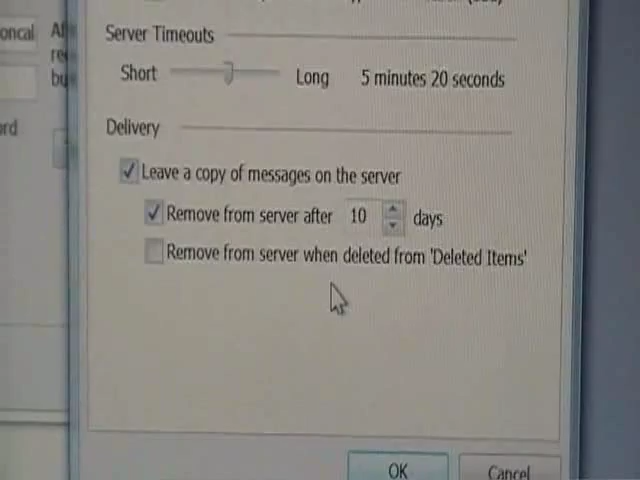 Server Timeouts
Short Long 5 minutes 20 seconds
Delivery
Leave a copy of messages on the server
Remove from server after 10 days
Remove from server when deleted from 'Deleted Items'
OK Cancel